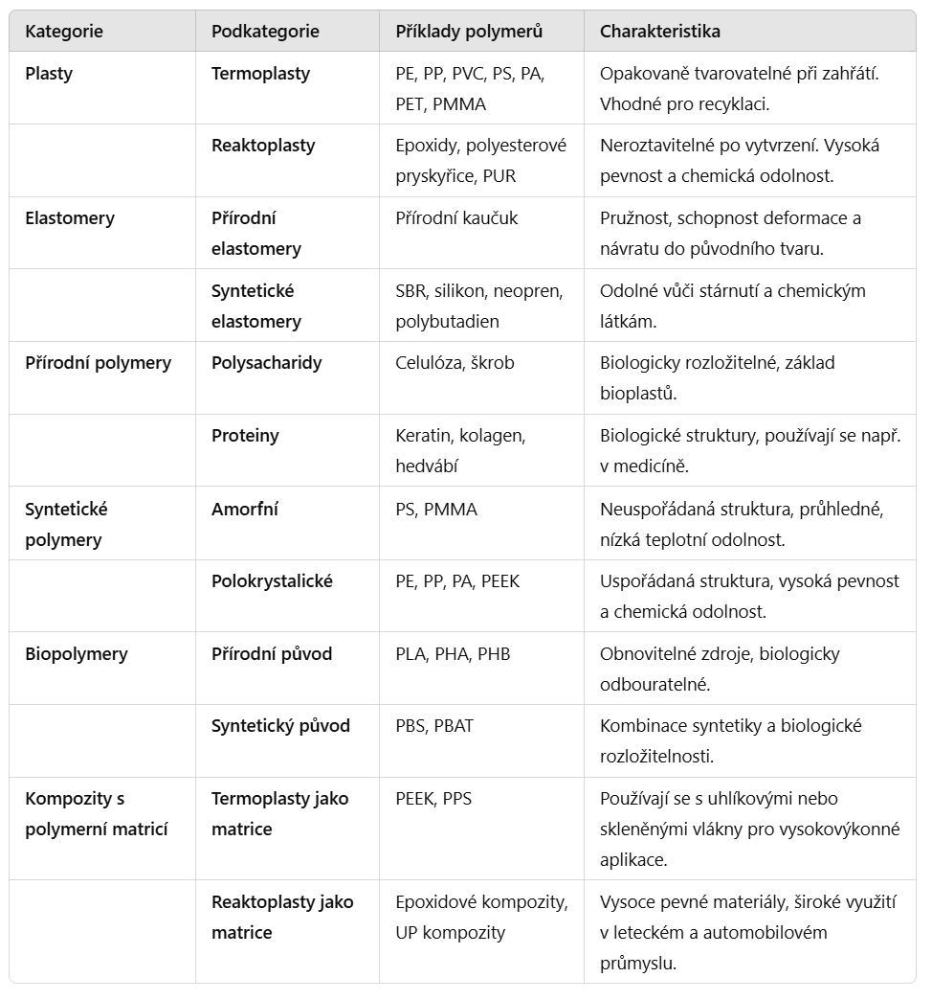 Kategorie Podkategorie Příklady polymerů Charakteristika
Plasty Termoplasty PE, PP, PVC, PS, PA, Opakovaně tvarovatelné při zahřátí.
PET, PMMA Vhodné pro recyklaci.
Reaktoplasty Epoxidy, polyesterové Neroztavitelné po vytvrzení. Vysoká
pryskyřice, PUR pevnost a chemická odolnost.
Elastomery Přírodní Přírodní kaučuk Pružnost, schopnost deformace a
elastomery návratu do původního tvaru.
Syntetické SBR, silikon, neopren, Odolné vůči stárnutí a chemickým
elastomery polybutadien látkám.
Přírodní polymery Polysacharidy Celulóza, škrob Biologicky rozložitelné, základ
bioplastů.
Proteiny Keratin, kolagen, Biologické struktury, používají se např.
hedvábí v medicíně.
Syntetické Amorfní PS, PMMA Neuspořádaná struktura, průhledné,
polymery nízká teplotní odolnost.
Polokrystalické PE, PP, PA, PEEK Uspořádaná struktura, vysoká pevnost
a chemická odolnost.
Biopolymery Přírodní původ PLA, PHA, PHB Obnovitelné zdroje, biologicky
odbouratelné.
Syntetický původ PBS, PBAT Kombinace syntetiky a biologické
rozložitelnosti.
Kompozity s Termoplasty jako PEEK, PPS Používají se s uhlíkovými nebo
polymerní matricí matrice skleněnými vlákny pro vysokovýkonné
aplikace.
Reaktoplasty jako Epoxidové kompozity, Vysoce pevné materiály, široké využití
matrice UP kompozity v leteckém a automobilovém
průmyslu.